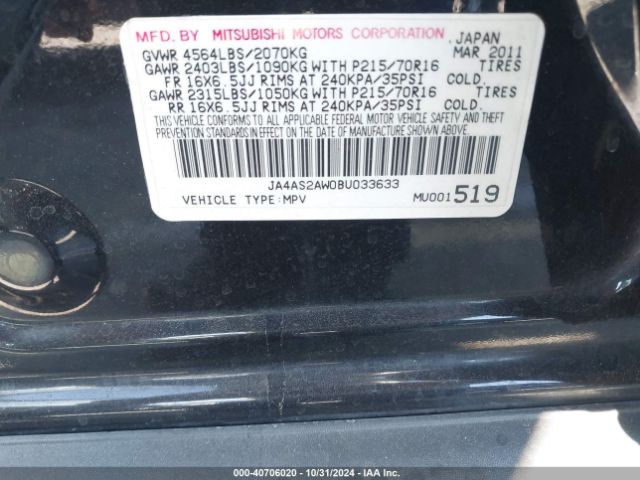 MFD. BY MITSUBISHI MOTORS CORPORATION. JAPAN
GVWR 4564LBS/2070KG MAR 2011
GAWR 2403LBS/1090KG WITH P215/70R16 TIRES
FR 16X6.5JJ RIMS AT 240KPA/35PSI COLD.
GAWR 2315LBS/1050KG WITH P215/70R16 TIRES
RR 16X6.5JJ RIMS AT 240KPA/35PSI COLD.
THIS VEHICLE CONFORMS TO ALL APPLICABLE FEDERAL MOTOR VEHICLE SAFETY AND THEFT
PREVENTION STANDARDS IN EFFECT ON THE DATE OF MANUFACTURE SHOWN ABOVE.
JA4AS2AW0BU033633
VEHICLE TYPE:MPV MU001519
000-40706020 - 10/31/2024 - IAA Inc.